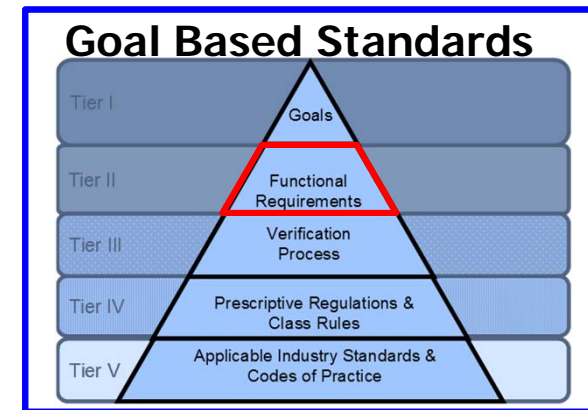 Goal Based Standards
Tier I
Goals
Tier II
Functional
Requirements
Tier III
Verification
Process
Tier IV
Prescriptive Regulations &
Class Rules
Tier V
Applicable Industry Standards &
Codes of Practice